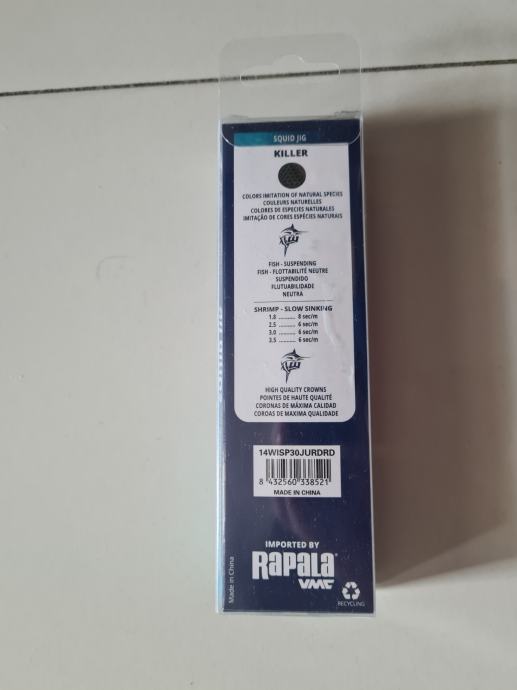 SQUID JIG
KILLER
COLORS IMITATION OF NATURAL SPECIES
COULEURS NATURELLES
COLORES DE ESPECIES NATURALES
IMITAÇÃO DE CORES ESPÉCIES NATURAIS
FISH - SUSPENDING
FISH - FLOTTABILITÉ NEUTRE
SUSPENDIDO
FLUTUABILIDADE
NEUTRA
SHRIMP - SLOW SINKING
1.8 .......... 8 sec/m
2.5 .......... 6 sec/m
3.0 .......... 6 sec/m
3.5 .......... 6 sec/m
HIGH QUALITY CROWNS
POINTES DE HAUTE QUALITÉ
CORONAS DE MÁXIMA CALIDAD
COROAS DE MAXIMA QUALIDADE
14WISP30JURDRD
8 432560 338521
MADE IN CHINA
IMPORTED BY
RAPALA
VMC
RECYCLING
Made in China